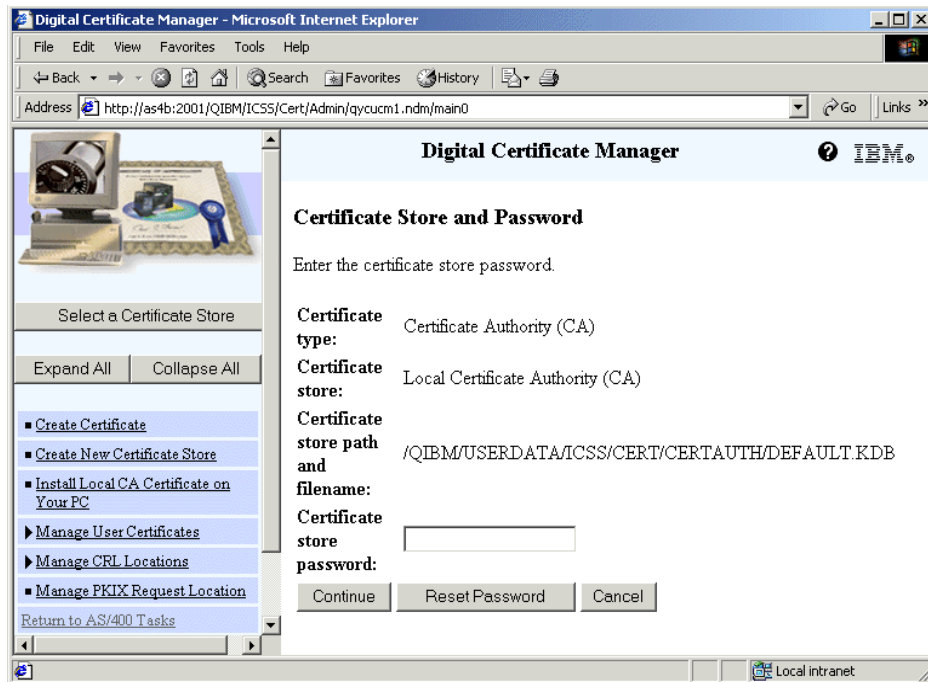 Digital Certificate Manager - Microsoft Internet Explorer
File Edit View Favorites Tools Help
Back Search Favorites History
Address http://as4b:2001/QIBM/ICSS/Cert/Admin/qycucm1.ndm/main0 Go Links »
Digital Certificate Manager
IBM®
Select a Certificate Store
Expand All Collapse All
Create Certificate
Create New Certificate Store
Install Local CA Certificate on
Your PC
Manage User Certificates
Manage CRL Locations
Manage PKIX Request Location
Return to AS/400 Tasks
Certificate Store and Password
Enter the certificate store password.
Certificate
type:
Certificate Authority (CA)
Certificate
store:
Local Certificate Authority (CA)
Certificate
store path
and
filename:
/QIBM/USERDATA/ICSS/CERT/CERTAUTH/DEFAULT.KDB
Certificate
store
password:
Continue Reset Password Cancel
Local intranet